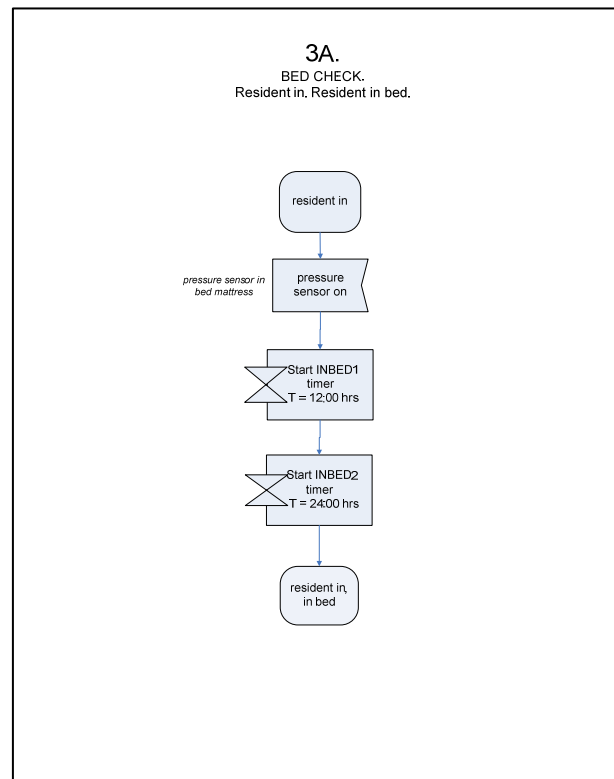 3A.
BED CHECK.
Resident in. Resident in bed.
resident in
pressure sensor in
bed mattress
pressure
sensor on
Start INBED1
timer
T = 12:00 hrs
Start INBED2
timer
T = 24:00 hrs
resident in,
in bed